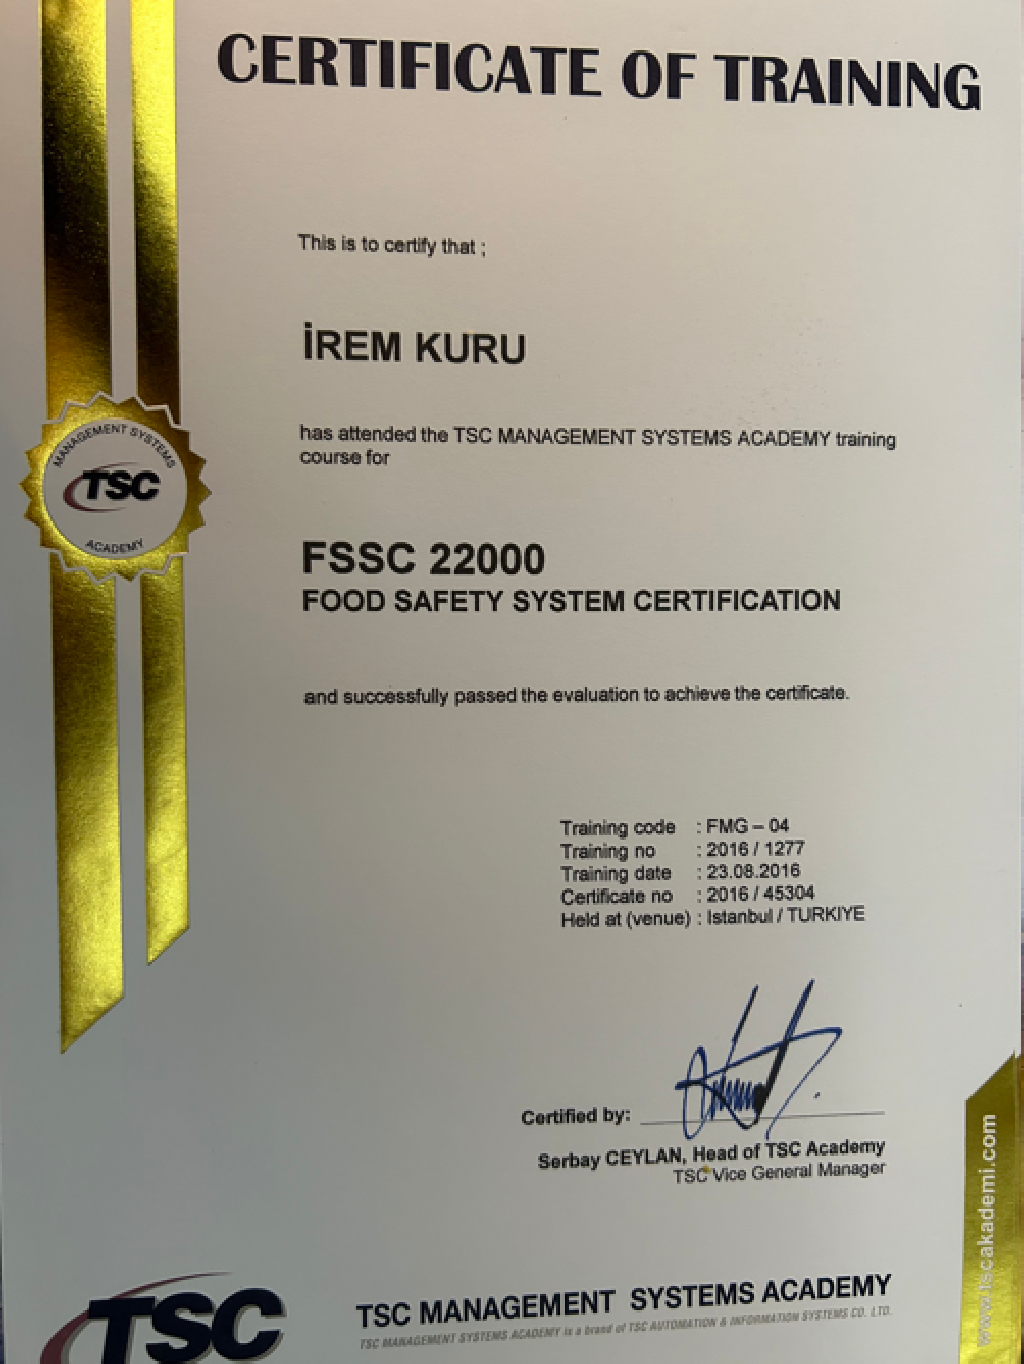 CERTIFICATE OF TRAINING
This is to certify that ;
İREM KURU
has attended the TSC MANAGEMENT SYSTEMS ACADEMY training
course for
MANAGEMENT SYSTEMS
TSC
ACADEMY
FSSC 22000
FOOD SAFETY SYSTEM CERTIFICATION
and successfully passed the evaluation to achieve the certificate.
Training code : FMG – 04
Training no : 2016 / 1277
Training date : 23.08.2016
Certificate no : 2016 / 45304
Held at (venue) : Istanbul / TURKIYE
Certified by:
Serbay CEYLAN, Head of TSC Academy
TSC Vice General Manager
www.tscakademi.com
TSC
TSC MANAGEMENT SYSTEMS ACADEMY
TSC MANAGEMENT SYSTEMS ACADEMY is a brand of TSC AUTOMATION & INFORMATION SYSTEMS CO. LTD.